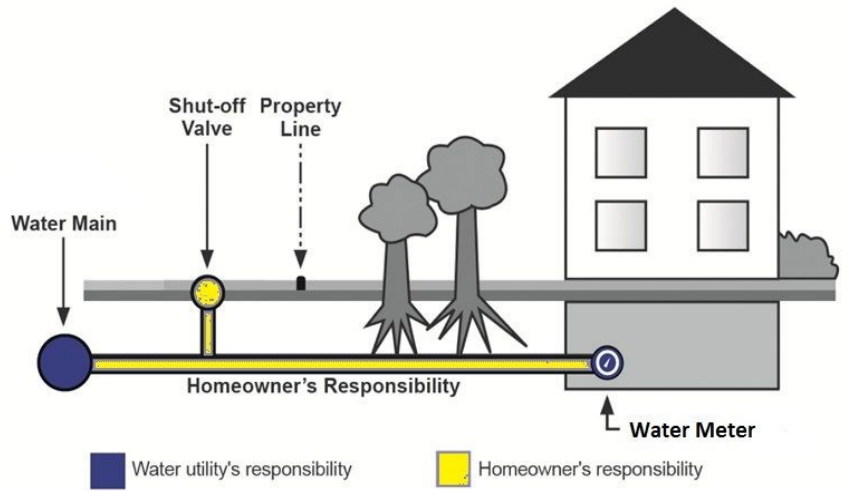 Shut-off
Valve
Property
Line
Water Main
Homeowner's Responsibility
Water Meter
Water utility's responsibility
Homeowner's responsibility